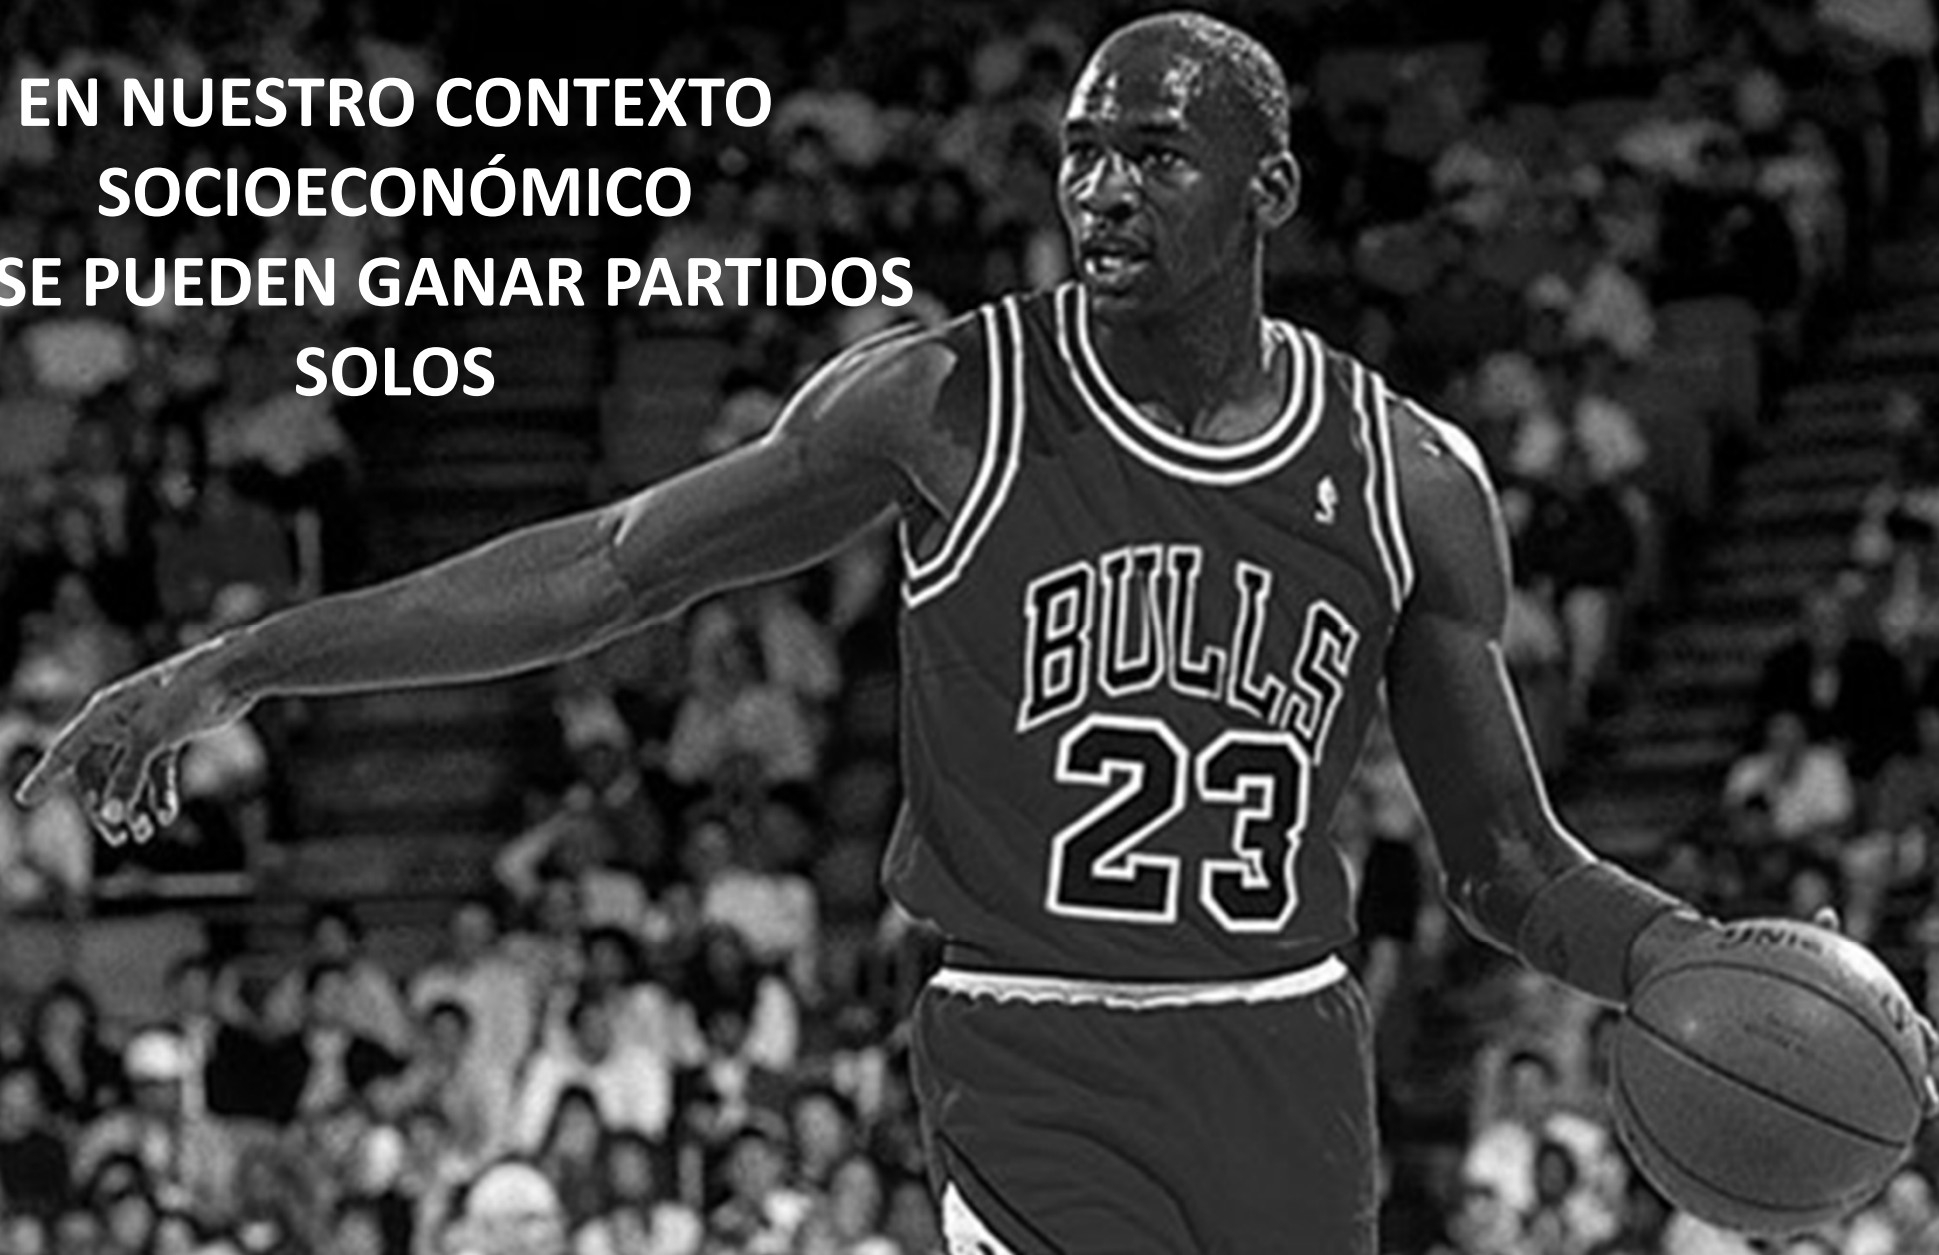 EN NUESTRO CONTEXTO
SOCIOECONÓMICO
SE PUEDEN GANAR PARTIDOS
SOLOS
BULLS
23